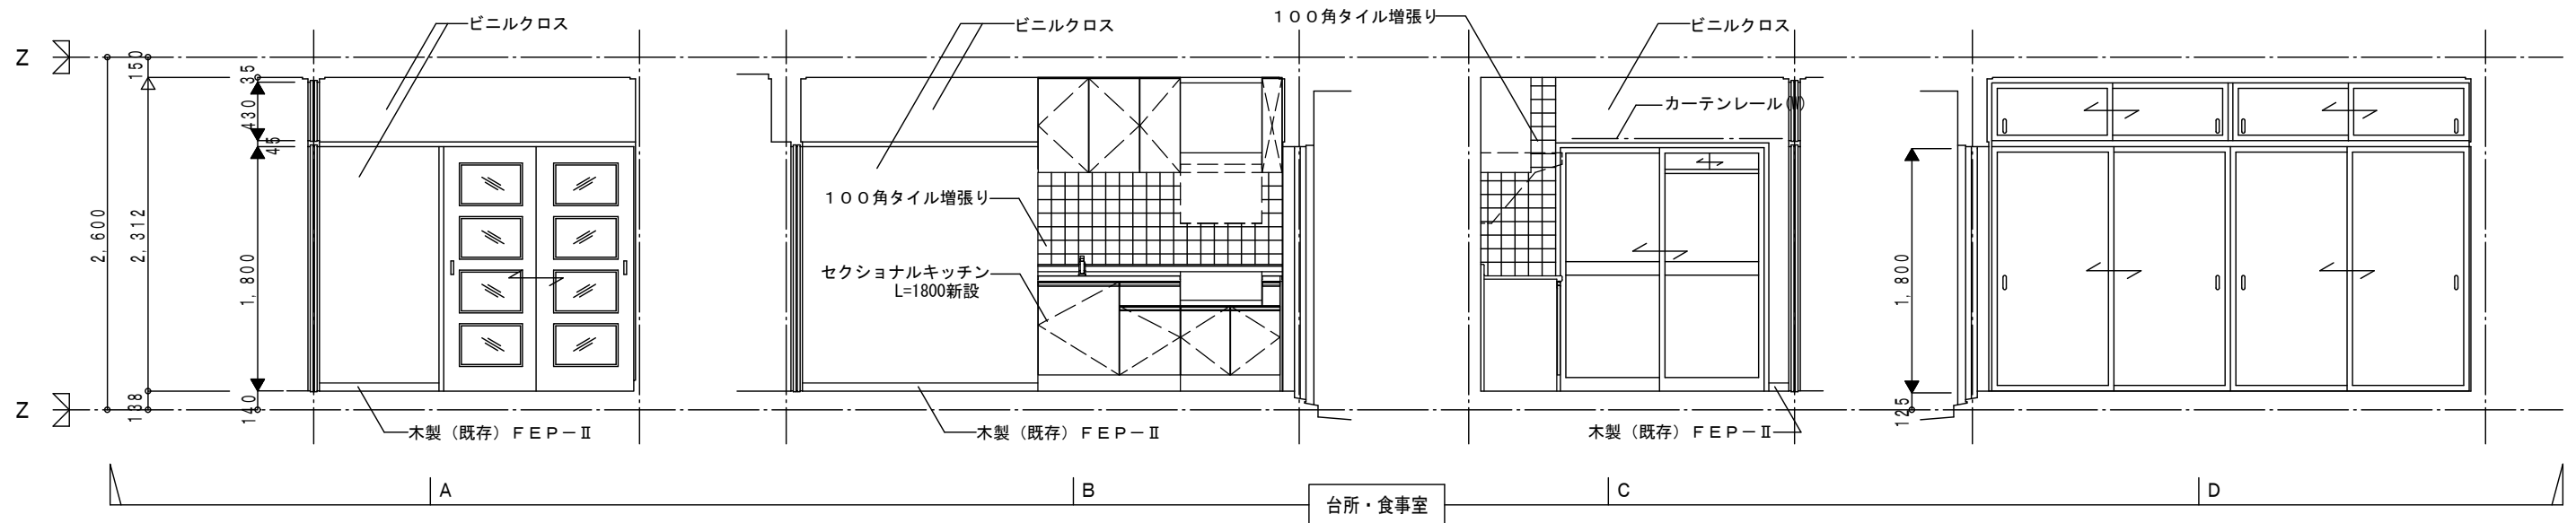 ビニルクロス
ビニルクロス
100角タイル増張り
ビニルクロス
Z
150
35
430
45
カーテンレール(W)
2,600
2,312
1,800
100角タイル増張り
セクショナルキッチン
L=1800新設
1,800
Z
138
140
125
木製（既存）FEP－Ⅱ
木製（既存）FEP－Ⅱ
木製（既存）FEP－Ⅱ
A
B
C
D
台所・食事室